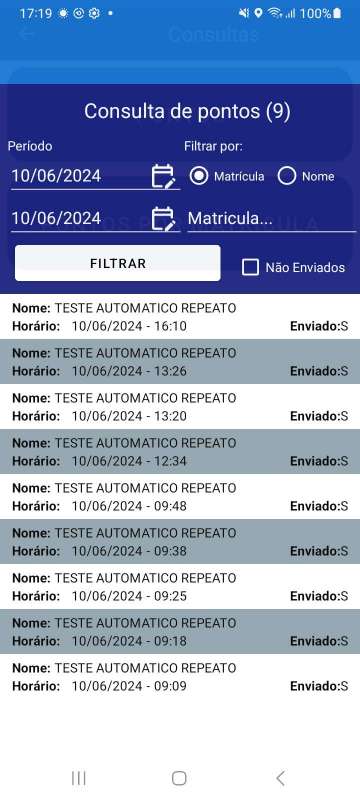 17:19 100%
Consultas
Consulta de pontos (9)
Período Filtrar por:
10/06/2024 Matrícula Nome
10/06/2024 Matricula...
FILTRAR Não Enviados
Nome: TESTE AUTOMATICO REPEATO
Horário: 10/06/2024 - 16:10 Enviado:S
Nome: TESTE AUTOMATICO REPEATO
Horário: 10/06/2024 - 13:26 Enviado:S
Nome: TESTE AUTOMATICO REPEATO
Horário: 10/06/2024 - 13:20 Enviado:S
Nome: TESTE AUTOMATICO REPEATO
Horário: 10/06/2024 - 12:34 Enviado:S
Nome: TESTE AUTOMATICO REPEATO
Horário: 10/06/2024 - 09:48 Enviado:S
Nome: TESTE AUTOMATICO REPEATO
Horário: 10/06/2024 - 09:38 Enviado:S
Nome: TESTE AUTOMATICO REPEATO
Horário: 10/06/2024 - 09:25 Enviado:S
Nome: TESTE AUTOMATICO REPEATO
Horário: 10/06/2024 - 09:18 Enviado:S
Nome: TESTE AUTOMATICO REPEATO
Horário: 10/06/2024 - 09:09 Enviado:S